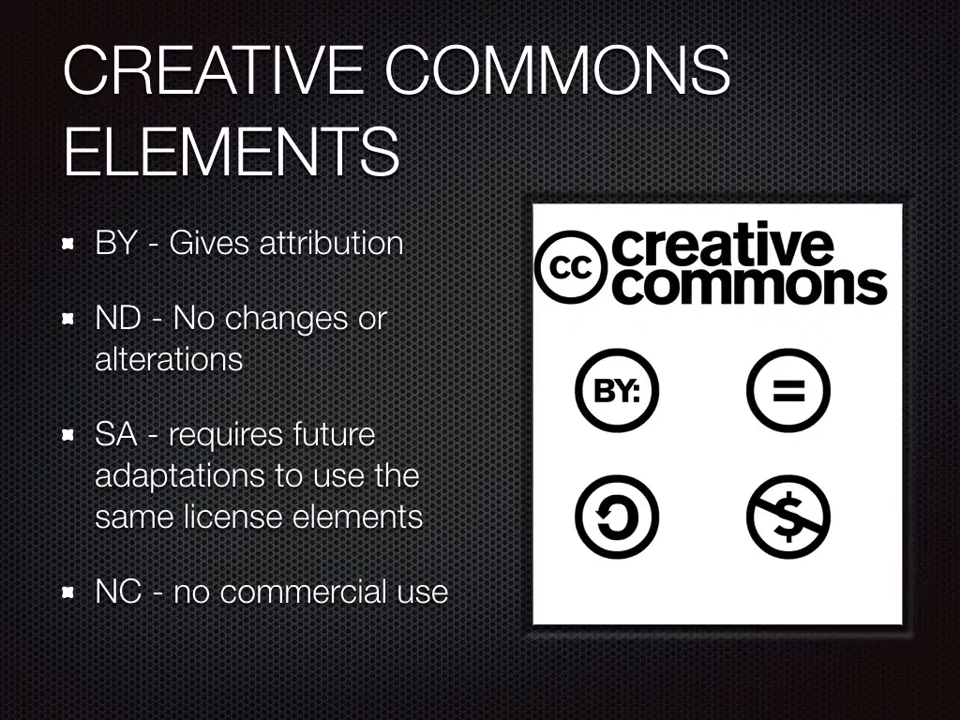 CREATIVE COMMONS
ELEMENTS
BY - Gives attribution
ND - No changes or
alterations
SA - requires future
adaptations to use the
same license elements
NC - no commercial use
cc creative
commons
BY: =
$